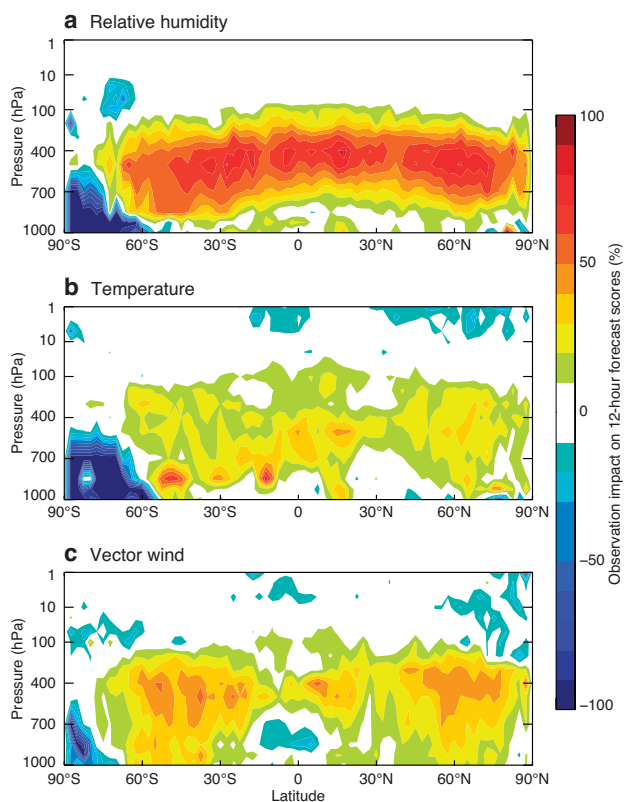 a Relative humidity
1
10
100
400
700
1000
Pressure (hPa)
90°S 60°S 30°S 0 30°N 60°N 90°N
b Temperature
1
10
100
400
700
1000
Pressure (hPa)
90°S 60°S 30°S 0 30°N 60°N 90°N
c Vector wind
1
10
100
400
700
1000
Pressure (hPa)
90°S 60°S 30°S 0 30°N 60°N 90°N
Latitude
100
50
0
−50
−100
Observation impact on 12-hour forecast scores (%)